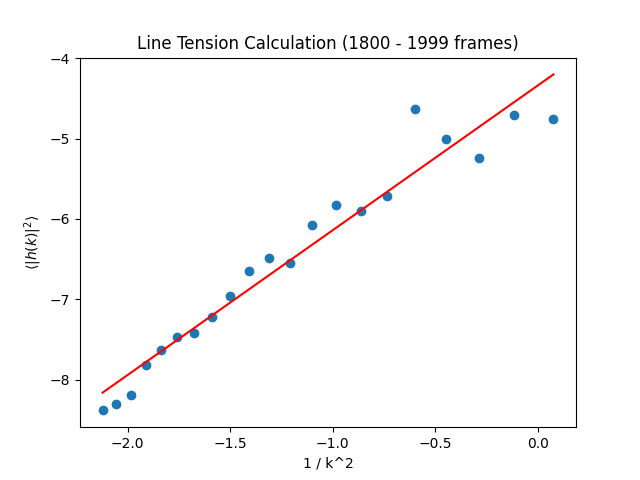 Line Tension Calculation (1800 - 1999 frames)
−4
−5
−6
−7
−8
⟨|h(k)|²⟩
−2.0 −1.5 −1.0 −0.5 0.0
1 / k^2